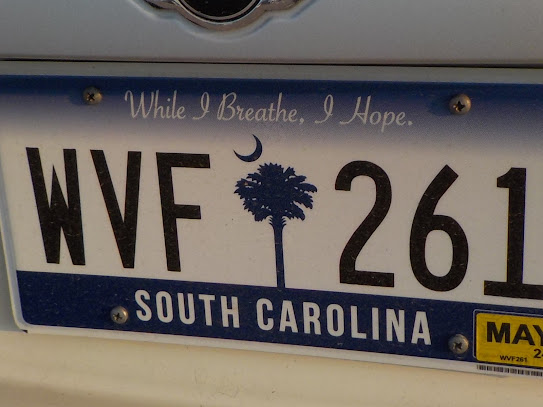 While I Breathe, I Hope.
WVF 261
SOUTH CAROLINA
MAY
WVF261